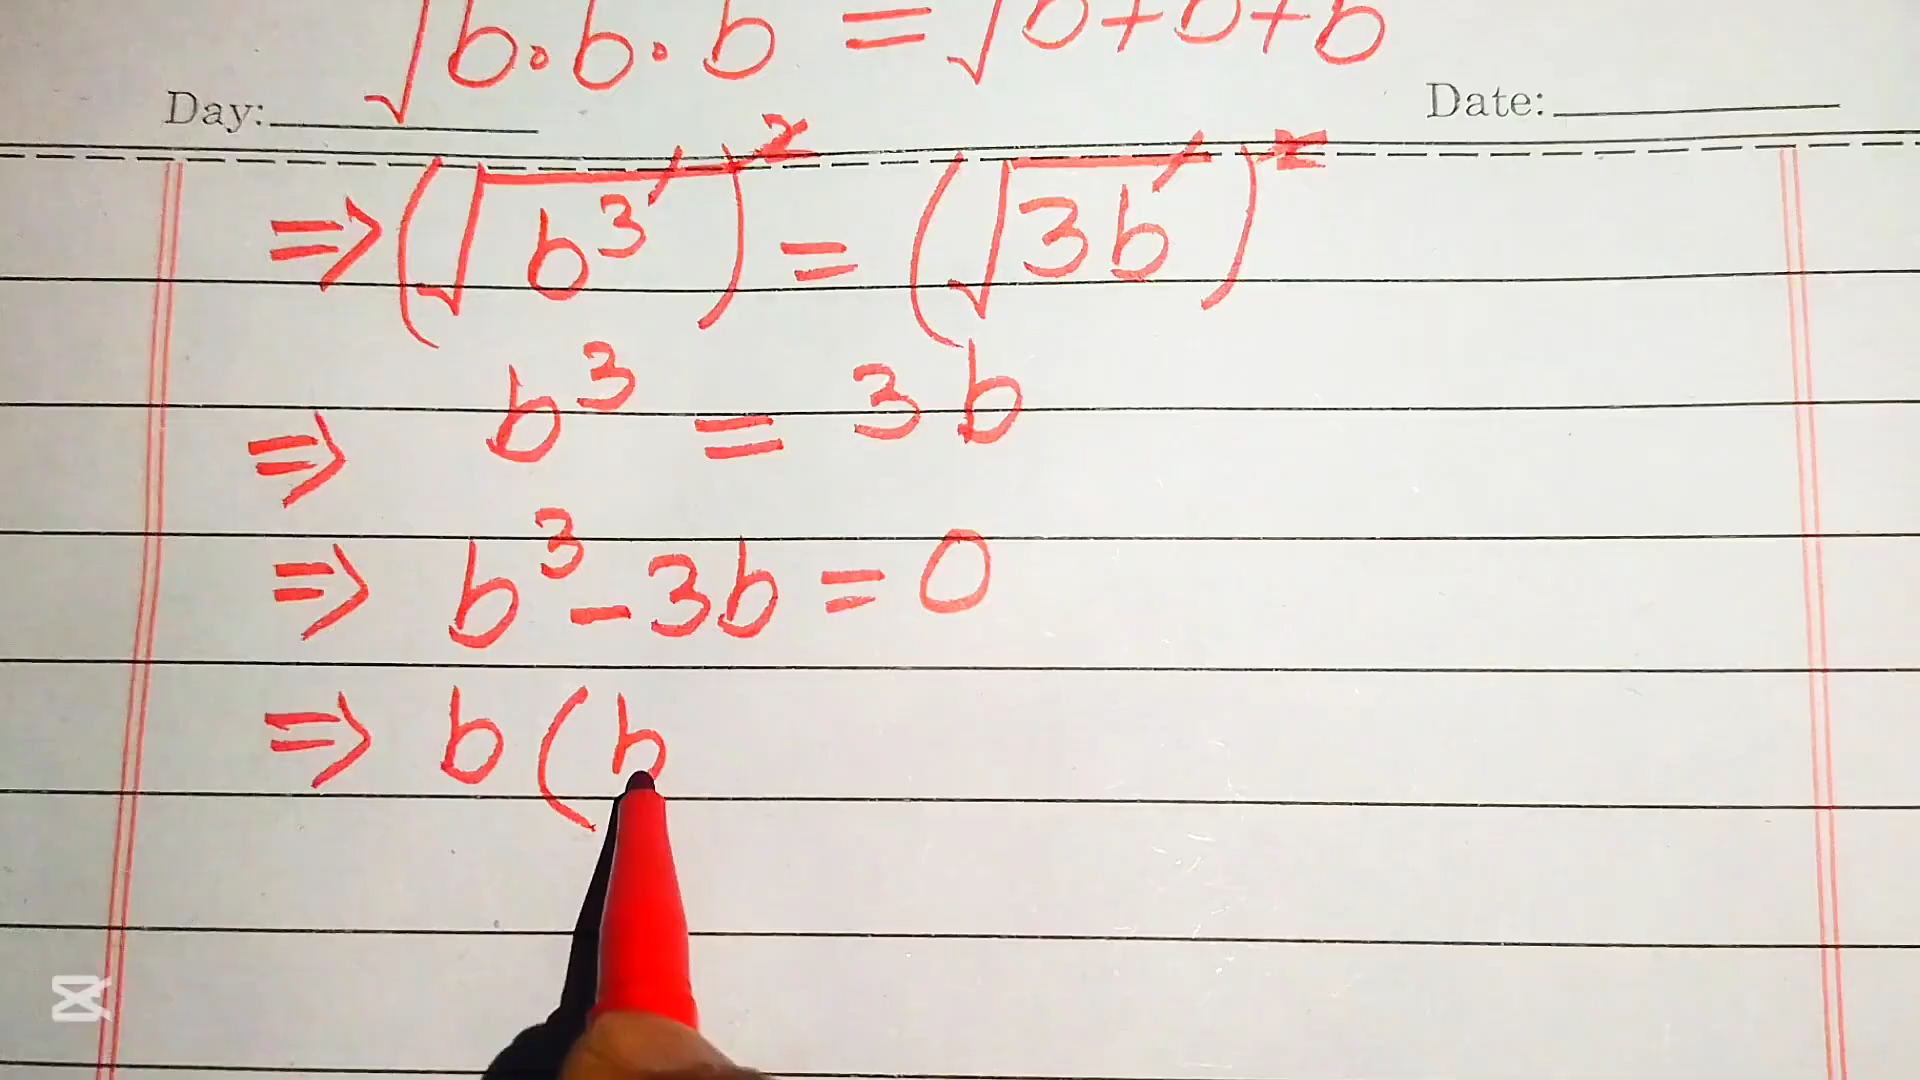 √b.b.b = √b+b+b
Day: Date:
⇒ (√b³)² = (√3b)²
⇒ b³ = 3b
⇒ b³ - 3b = 0
⇒ b (b